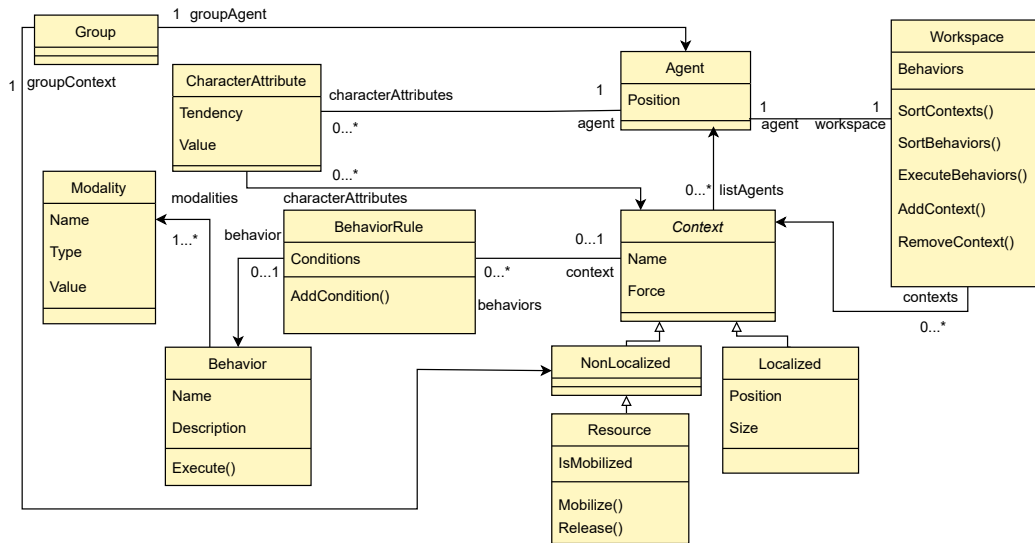 1 groupAgent
Group
1 groupContext
Workspace
Behaviors
SortContexts()
SortBehaviors()
ExecuteBehaviors()
AddContext()
RemoveContext()
Agent
Position
CharacterAttribute
Tendency
Value
characterAttributes
0...*
1
agent
1
agent
1
workspace
0...*
characterAttributes
0...* listAgents
Modality
Name
Type
Value
modalities
1...*
BehaviorRule
Conditions
AddCondition()
behavior
0...1
0...*
behaviors
0...1
context
Context
Name
Force
contexts
0...*
Behavior
Name
Description
Execute()
NonLocalized
Localized
Position
Size
Resource
IsMobilized
Mobilize()
Release()